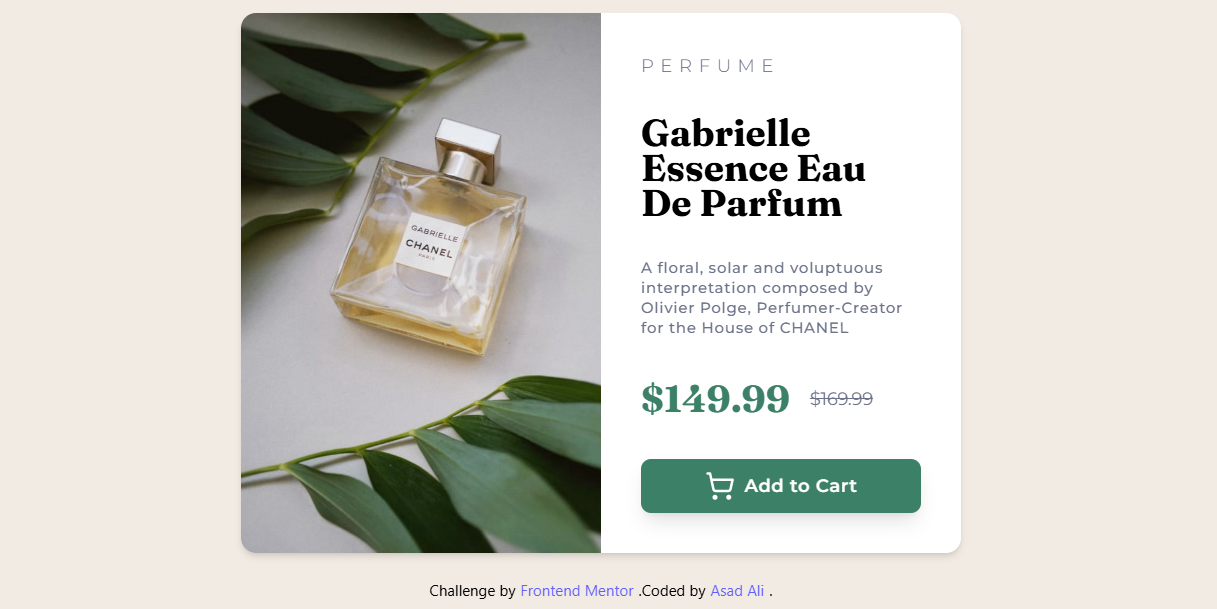 GABRIELLE
CHANEL
PARIS
PERFUME
Gabrielle
Essence Eau
De Parfum
A floral, solar and voluptuous
interpretation composed by
Olivier Polge, Perfumer-Creator
for the House of CHANEL
$149.99 $169.99
Add to Cart
Challenge by Frontend Mentor .Coded by Asad Ali .